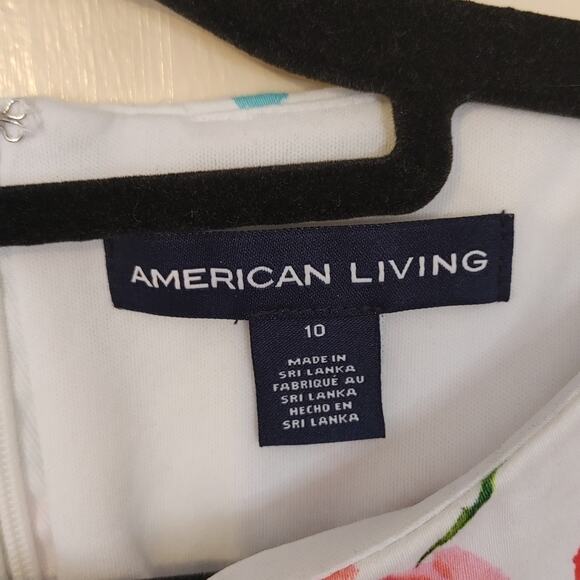 AMERICAN LIVING
10
MADE IN
SRI LANKA
FABRIQUÉ AU
SRI LANKA
HECHO EN
SRI LANKA